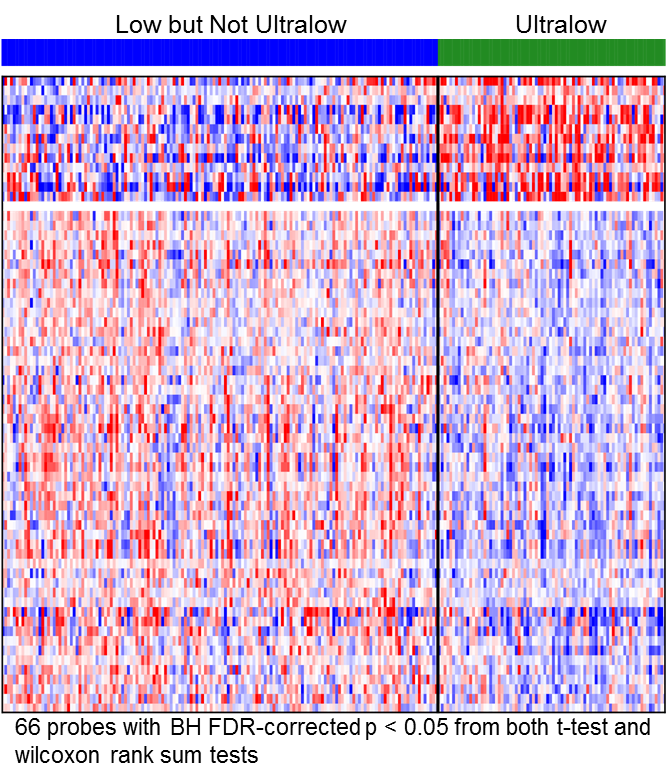 Low but Not Ultralow
Ultralow
66 probes with BH FDR-corrected p < 0.05 from both t-test and
wilcoxon rank sum tests